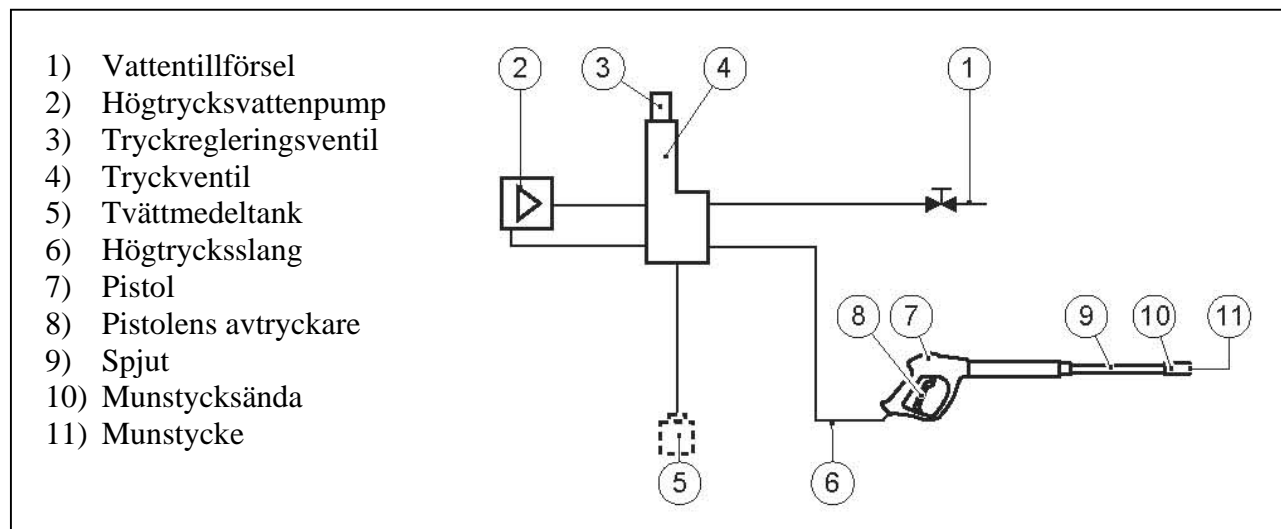 1) Vattentillförsel
2) Högtrycksvattenpump
3) Tryckregleringsventil
4) Tryckventil
5) Tvättmedeltank
6) Högtrycksslang
7) Pistol
8) Pistolens avtryckare
9) Spjut
10) Munstycksända
11) Munstycke
2 3 4 1
8 7 9 10 11
5 6